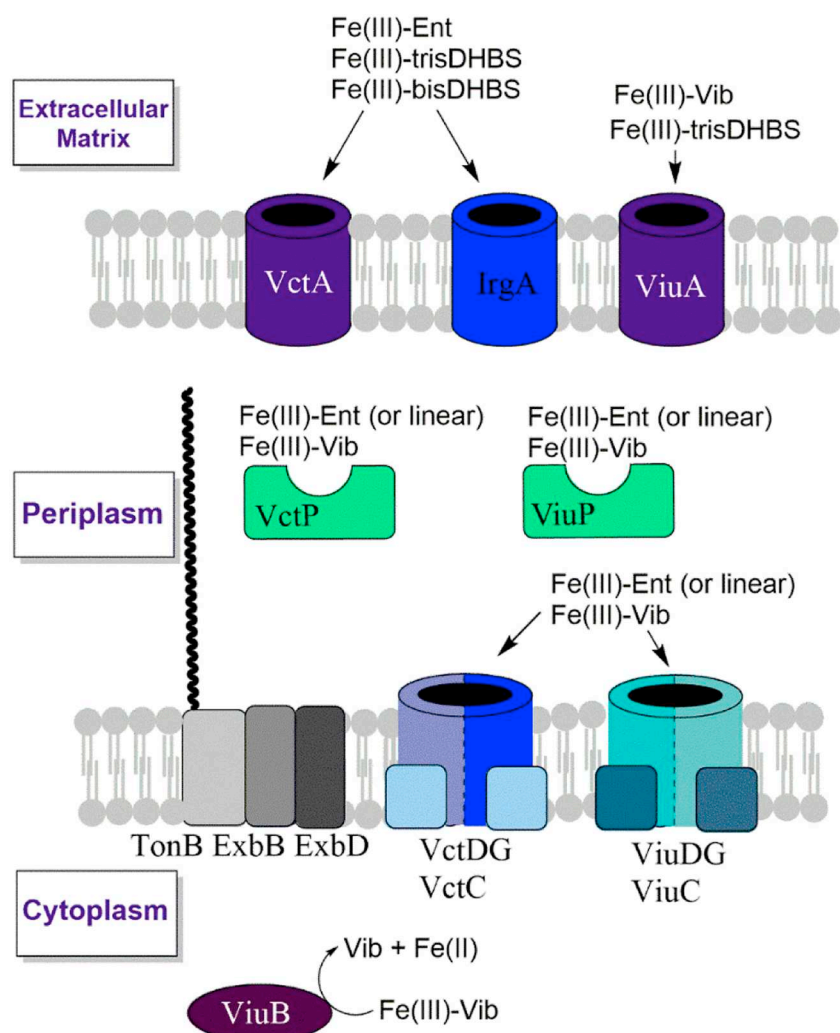 Fe(III)-Ent
Fe(III)-trisDHBS
Fe(III)-bisDHBS
Extracellular
Matrix
Fe(III)-Vib
Fe(III)-trisDHBS
VctA
IrgA
ViuA
Fe(III)-Ent (or linear)
Fe(III)-Vib
VctP
Fe(III)-Ent (or linear)
Fe(III)-Vib
ViuP
Periplasm
Fe(III)-Ent (or linear)
Fe(III)-Vib
TonB ExbB ExbD
VctDG
VctC
ViuDG
ViuC
Cytoplasm
Vib + Fe(II)
ViuB
Fe(III)-Vib